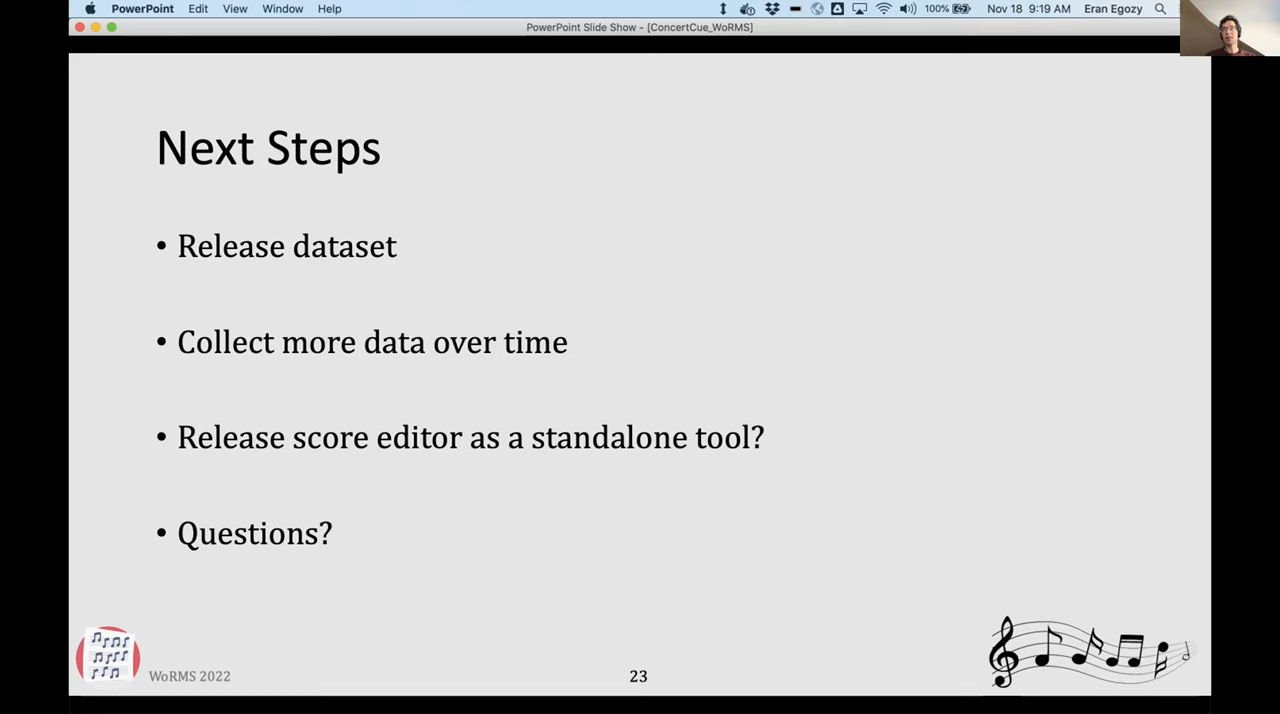 PowerPoint Edit View Window Help 100% Nov 18 9:19 AM Eran Egozy
PowerPoint Slide Show - [ConcertCue_WoRMS]
Next Steps
• Release dataset
• Collect more data over time
• Release score editor as a standalone tool?
• Questions?
WoRMS 2022
23